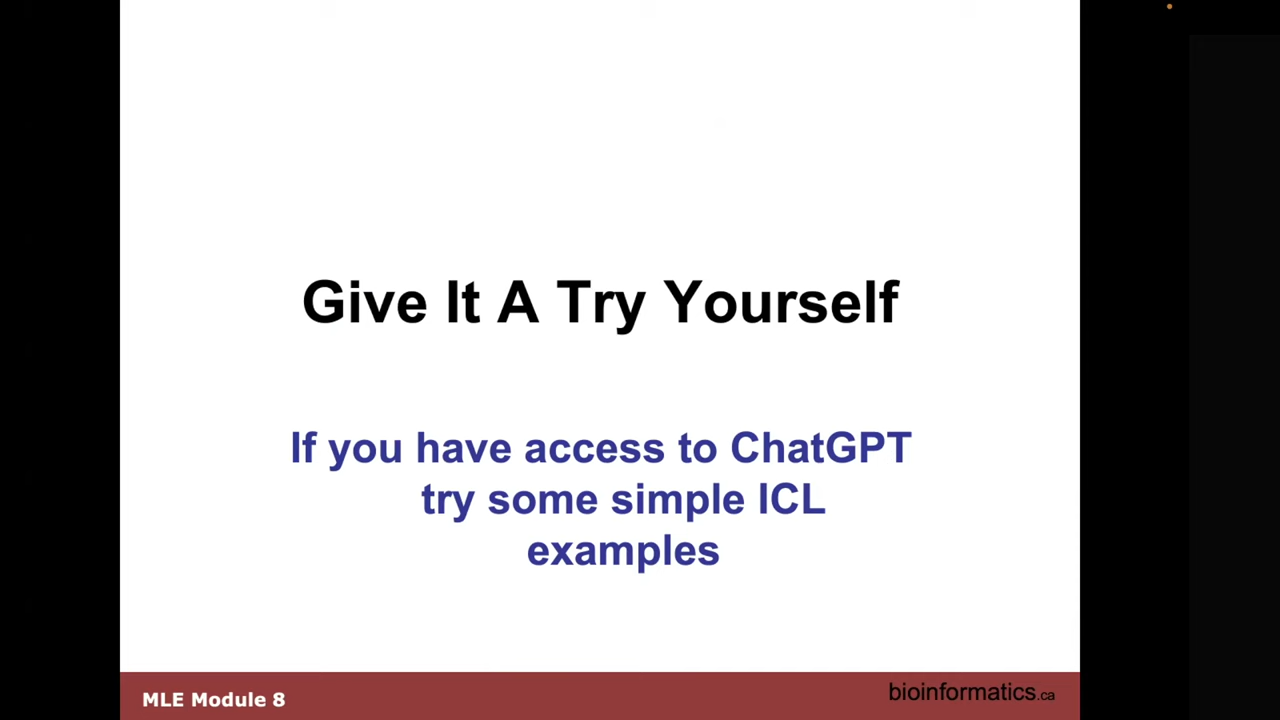 Give It A Try Yourself
If you have access to ChatGPT
try some simple ICL
examples
MLE Module 8
bioinformatics.ca